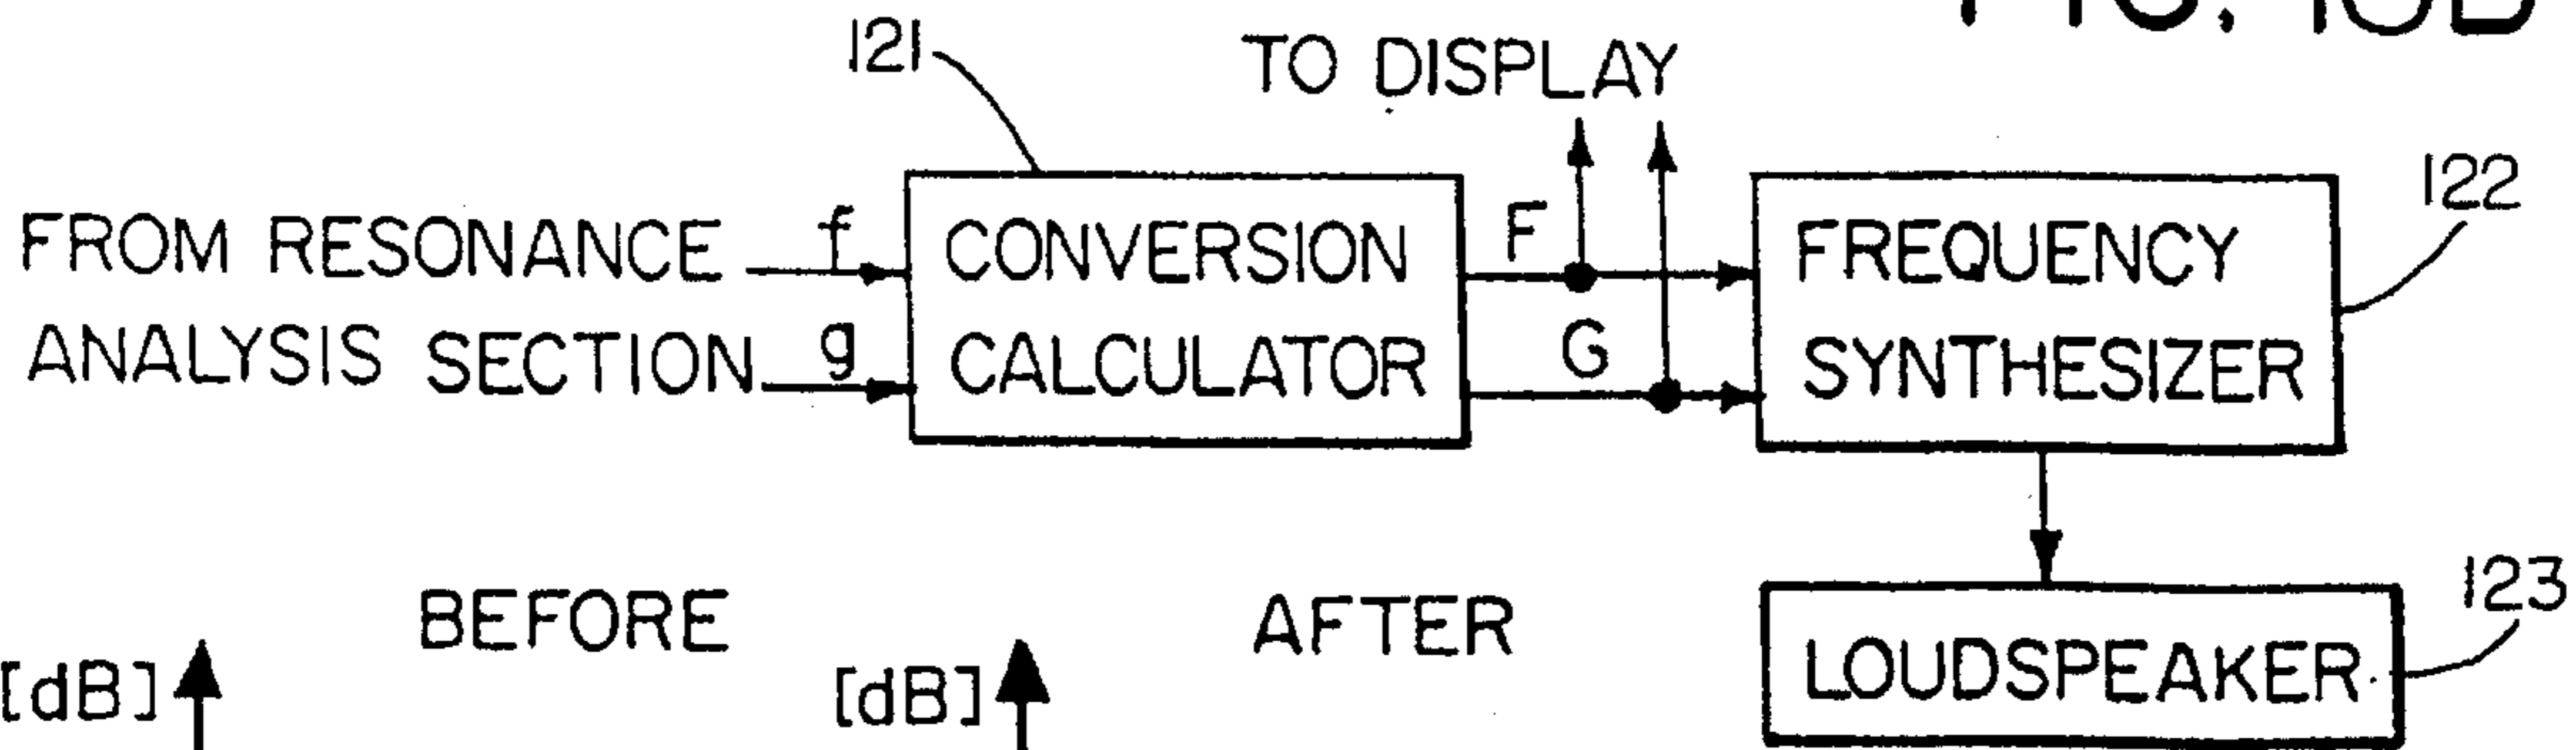 121
TO DISPLAY
122
FROM RESONANCE f CONVERSION F FREQUENCY
ANALYSIS SECTION g CALCULATOR G SYNTHESIZER
BEFORE AFTER
123
[dB] [dB] LOUDSPEAKER